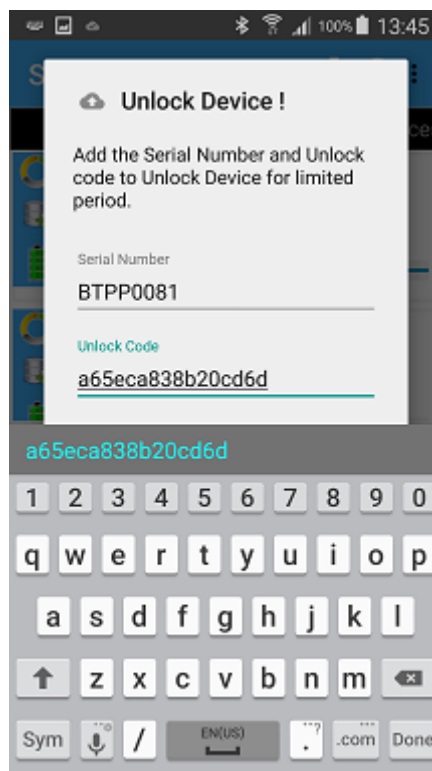 100% 13:45
S
Unlock Device !
ce
Add the Serial Number and Unlock
code to Unlock Device for limited
period.
Serial Number
BTPP0081
Unlock Code
a65eca838b20cd6d
a65eca838b20cd6d
1 2 3 4 5 6 7 8 9 0
q w e r t y u i o p
a s d f g h j k l
z x c v b n m
Sym / EN(US) . ...? .com Done